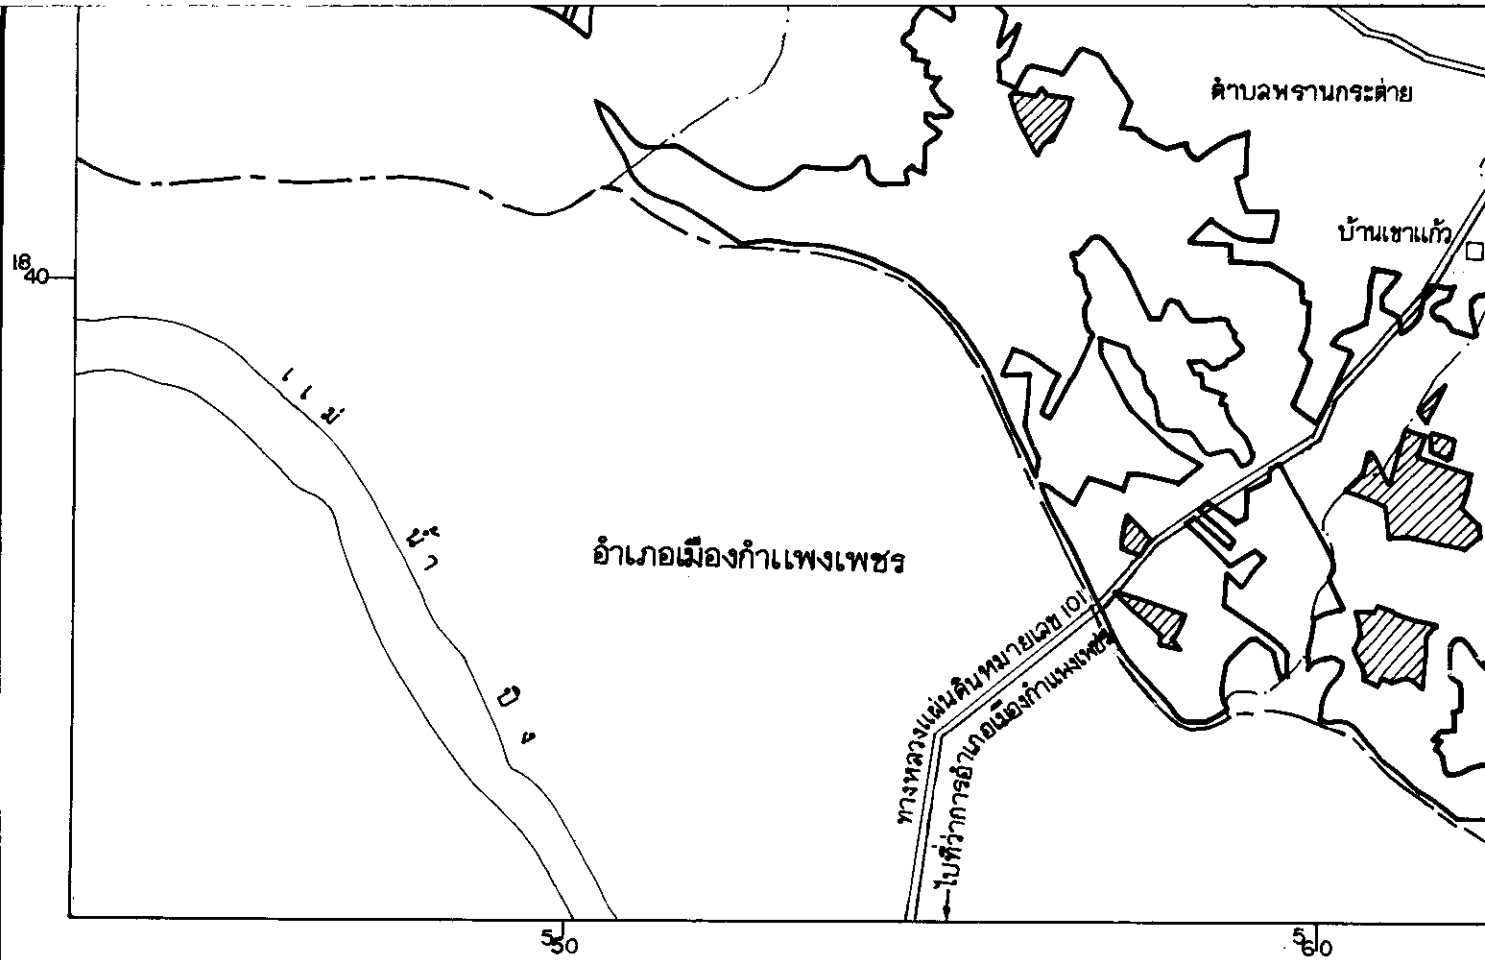 ตำบลพรานกระต่าย
บ้านเขาแก้ว
1840
แม่
น้ำ
ปิง
อำเภอเมืองกำแพงเพชร
ทางหลวงแผ่นดินหมายเลข 101
ไปที่ว่าการอำเภอเมืองกำแพงเพชร
550
560